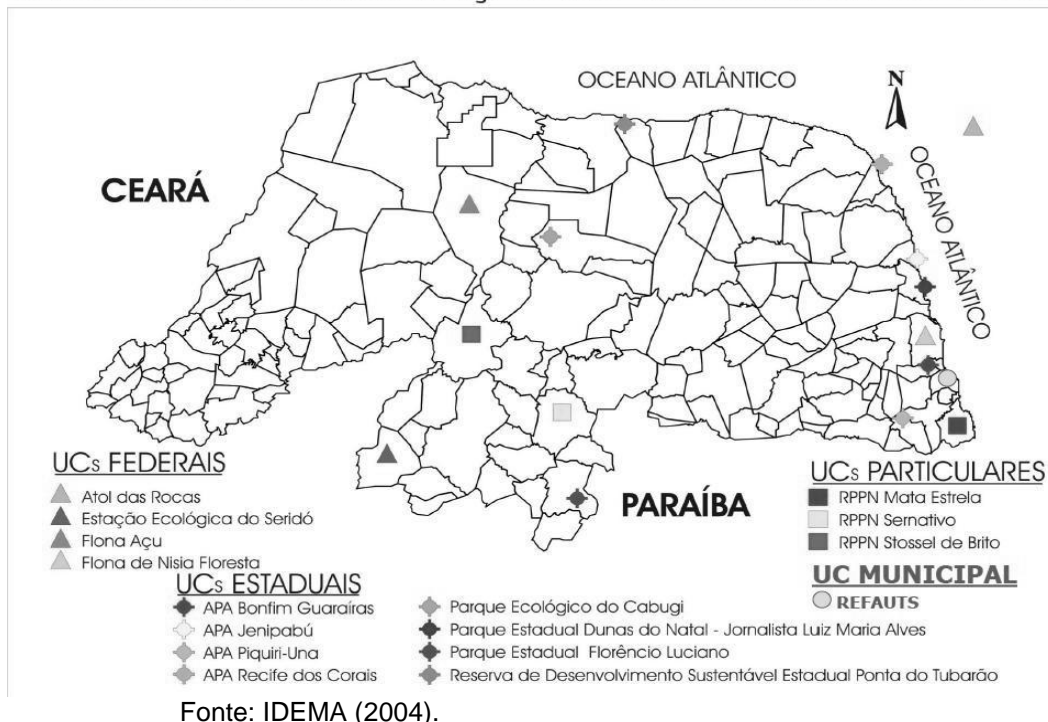 OCEANO ATLÂNTICO
N
CEARÁ
OCEANO ATLÂNTICO
PARAÍBA
UCs FEDERAIS
Atol das Rocas
Estação Ecológica do Seridó
Flona Açu
Flona de Nisia Floresta
UCs PARTICULARES
RPPN Mata Estrela
RPPN Sernativo
RPPN Stossel de Brito
UC MUNICIPAL
REFAUTS
UCs ESTADUAIS
APA Bonfim Guaraíras
APA Jenipabú
APA Piquiri-Una
APA Recife dos Corais
Parque Ecológico do Cabugi
Parque Estadual Dunas do Natal - Jornalista Luiz Maria Alves
Parque Estadual Florêncio Luciano
Reserva de Desenvolvimento Sustentável Estadual Ponta do Tubarão
Fonte: IDEMA (2004).